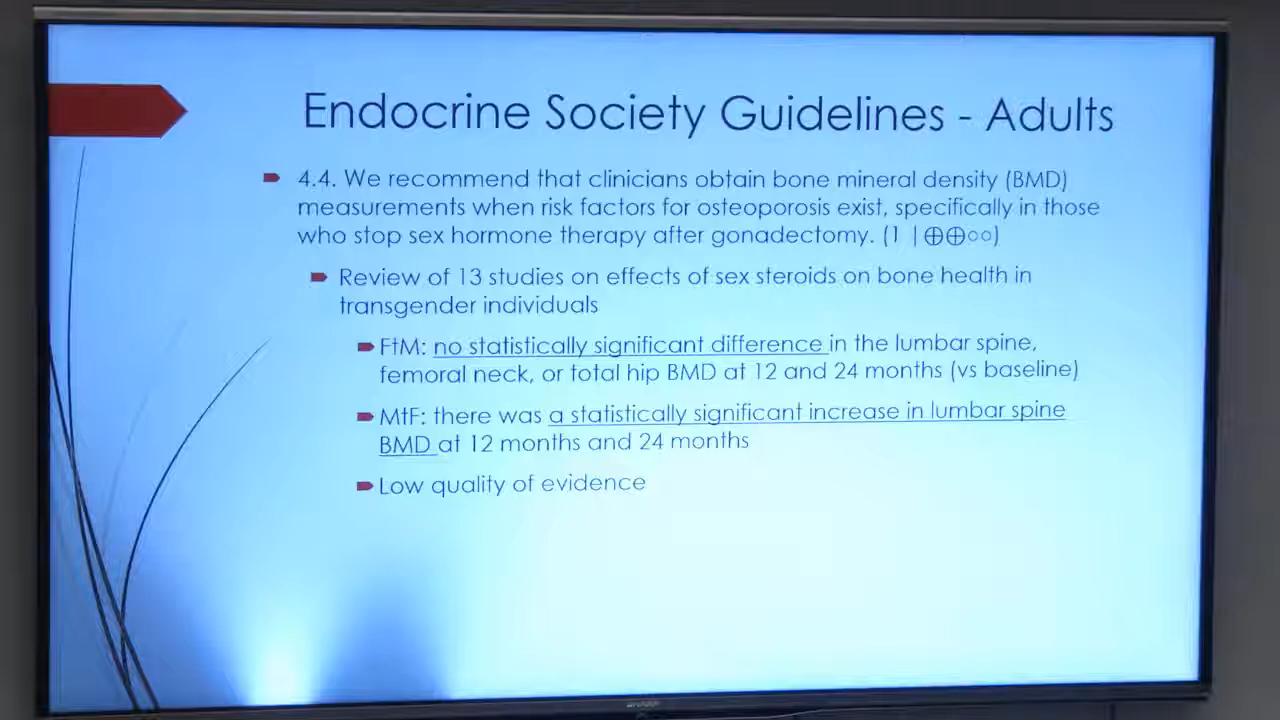 Endocrine Society Guidelines - Adults
4.4. We recommend that clinicians obtain bone mineral density (BMD)
measurements when risk factors for osteoporosis exist, specifically in those
who stop sex hormone therapy after gonadectomy. (1 |⊕⊕○○)
Review of 13 studies on effects of sex steroids on bone health in
transgender individuals
FtM: no statistically significant difference in the lumbar spine,
femoral neck, or total hip BMD at 12 and 24 months (vs baseline)
MtF: there was a statistically significant increase in lumbar spine
BMD at 12 months and 24 months
Low quality of evidence